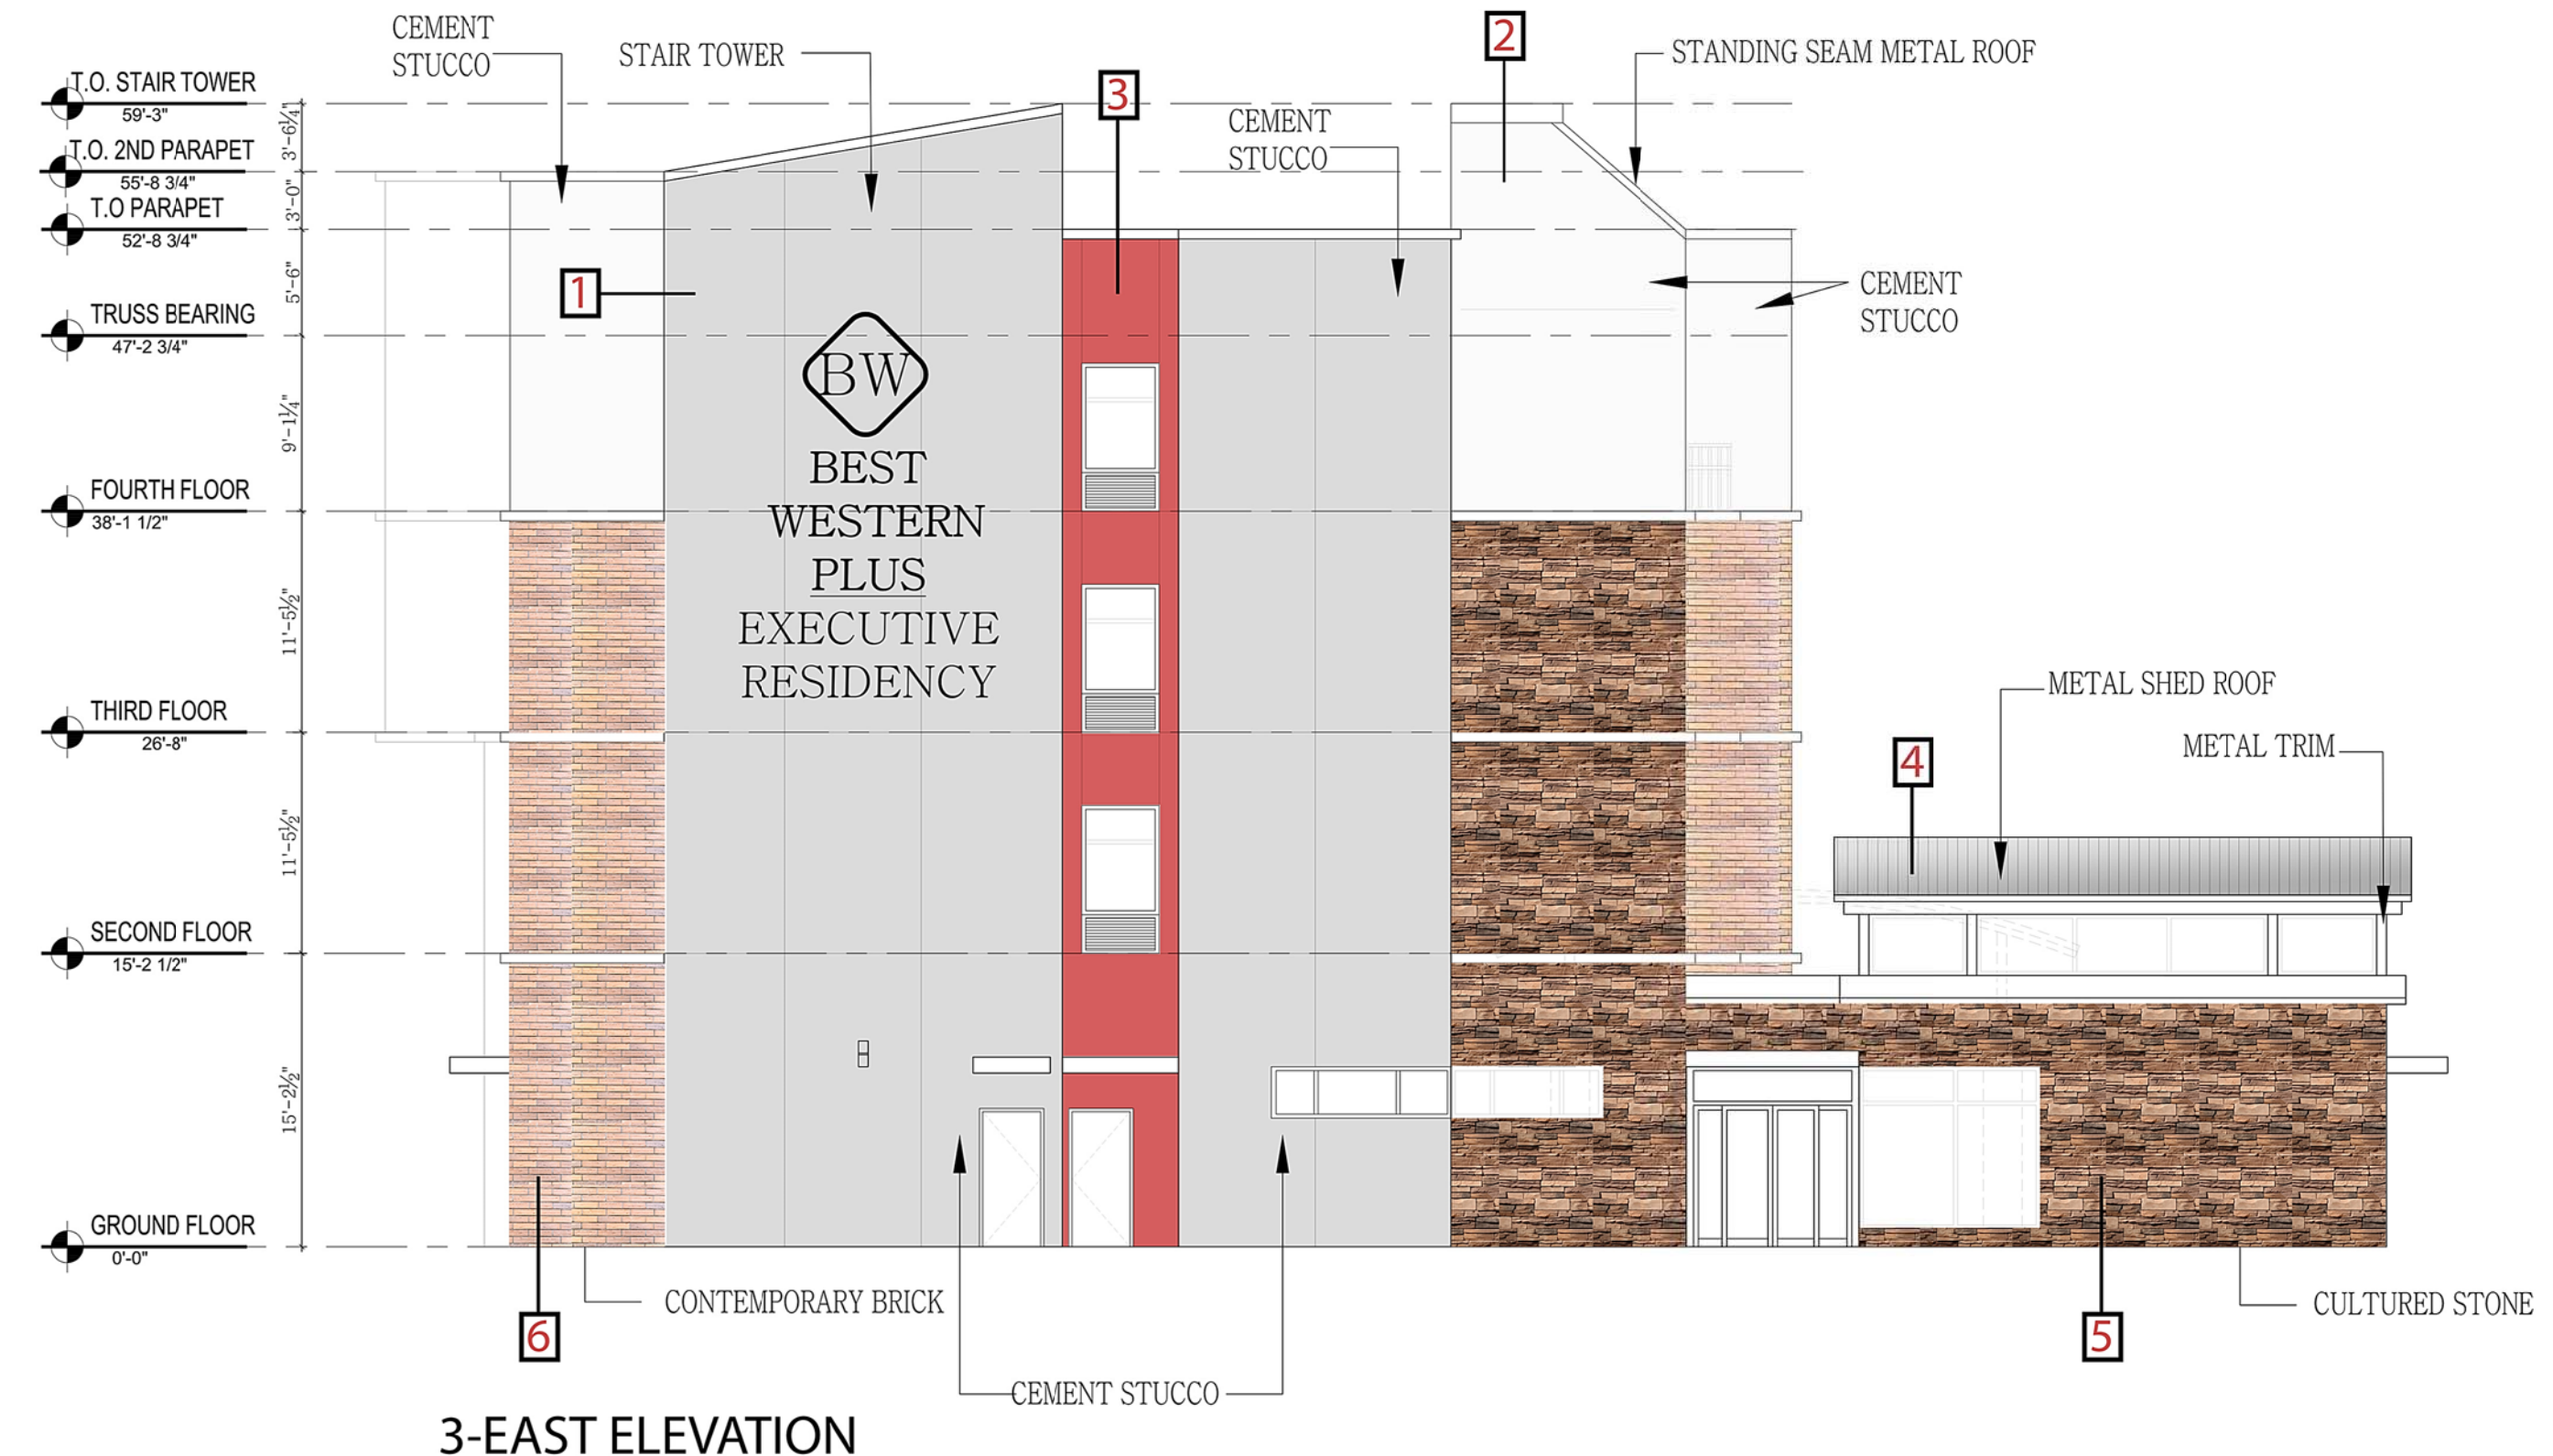 CEMENT
STUCCO
STAIR TOWER
2
STANDING SEAM METAL ROOF
3
CEMENT
STUCCO
T.O. STAIR TOWER
59'-3"
3'-6¼"
T.O. 2ND PARAPET
55'-8 3/4"
3'-0"
T.O PARAPET
52'-8 3/4"
5'-6"
1
CEMENT
STUCCO
TRUSS BEARING
47'-2 3/4"
9'-1¼"
BW
BEST
WESTERN
PLUS
EXECUTIVE
RESIDENCY
FOURTH FLOOR
38'-1 1/2"
11'-5½"
THIRD FLOOR
26'-8"
11'-5½"
METAL SHED ROOF
METAL TRIM
4
SECOND FLOOR
15'-2 1/2"
15'-2½"
GROUND FLOOR
0'-0"
CONTEMPORARY BRICK
CULTURED STONE
6
5
CEMENT STUCCO
3-EAST ELEVATION